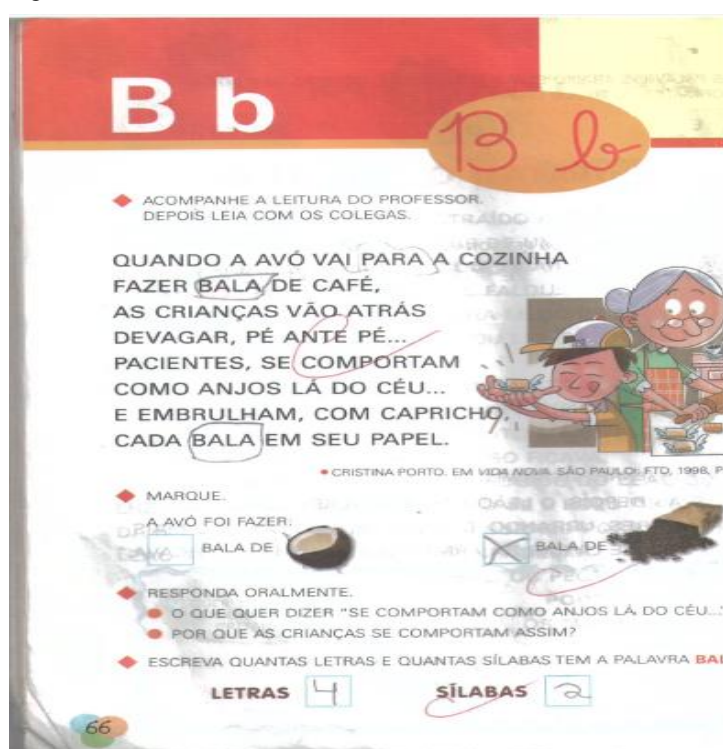 B b
B b
ACOMPANHE A LEITURA DO PROFESSOR.
DEPOIS LEIA COM OS COLEGAS.
QUANDO A AVÓ VAI PARA A COZINHA
FAZER BALA DE CAFÉ,
AS CRIANÇAS VÃO ATRÁS
DEVAGAR, PÉ ANTE PÉ...
PACIENTES, SE COMPORTAM
COMO ANJOS LÁ DO CÉU...
E EMBRULHAM, COM CAPRICHO,
CADA BALA EM SEU PAPEL.
CRISTINA PORTO. EM VIDA NOVA. SÃO PAULO: FTD, 1998, P
MARQUE.
A AVÓ FOI FAZER:
BALA DE
X BALA DE
RESPONDA ORALMENTE.
O QUE QUER DIZER "SE COMPORTAM COMO ANJOS LÁ DO CÉU..."
POR QUE AS CRIANÇAS SE COMPORTAM ASSIM?
ESCREVA QUANTAS LETRAS E QUANTAS SÍLABAS TEM A PALAVRA BAL
LETRAS 4 SÍLABAS 2
66